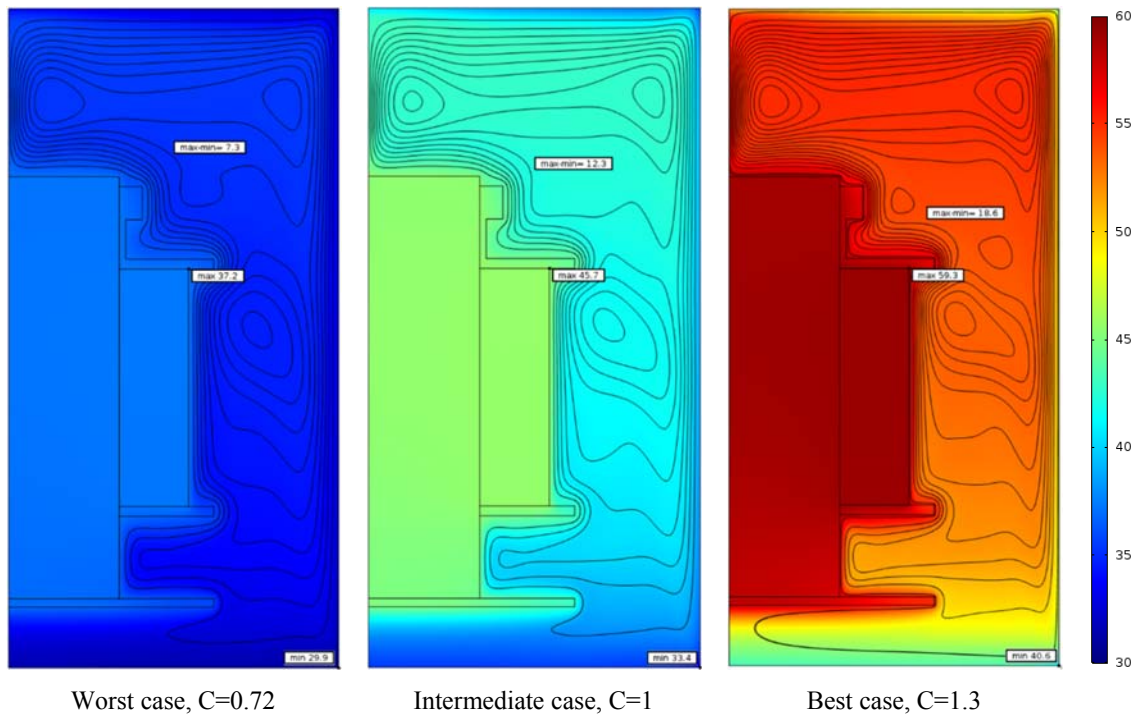 max-min= 7.3
max 37.2
min 29.9
max-min= 12.3
max 45.7
min 33.4
max-min= 18.6
max 59.3
min 40.6
60
55
50
45
40
35
30
Worst case, C=0.72
Intermediate case, C=1
Best case, C=1.3